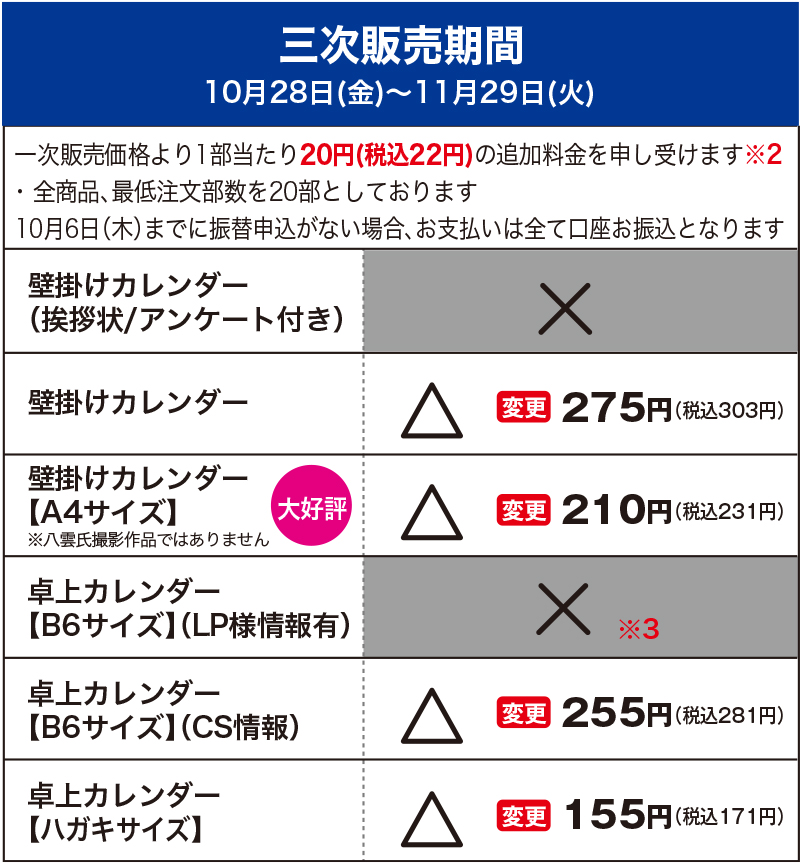 三次販売期間
10月28日(金)～11月29日(火)
一次販売価格より1部当たり20円(税込22円)の追加料金を申し受けます※2
・全商品、最低注文部数を20部としております
10月6日(木)までに振替申込がない場合、お支払いは全て口座お振込となります
壁掛けカレンダー
(挨拶状/アンケート付き)
×
壁掛けカレンダー
△ 変更 275円(税込303円)
壁掛けカレンダー
【A4サイズ】
※八雲氏撮影作品ではありません
大好評
△ 変更 210円(税込231円)
卓上カレンダー
【B6サイズ】(LP様情報有)
× ※3
卓上カレンダー
【B6サイズ】(CS情報)
△ 変更 255円(税込281円)
卓上カレンダー
【ハガキサイズ】
△ 変更 155円(税込171円)